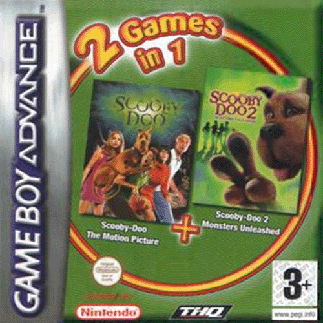 GAME BOY ADVANCE
2 Games
in 1
SCOOBY
DOO
SCOOBY
DOO 2
Scooby-Doo
The Motion Picture
+
Scooby-Doo 2
Monsters Unleashed
Nintendo
THQ
3+
www.pegi.info